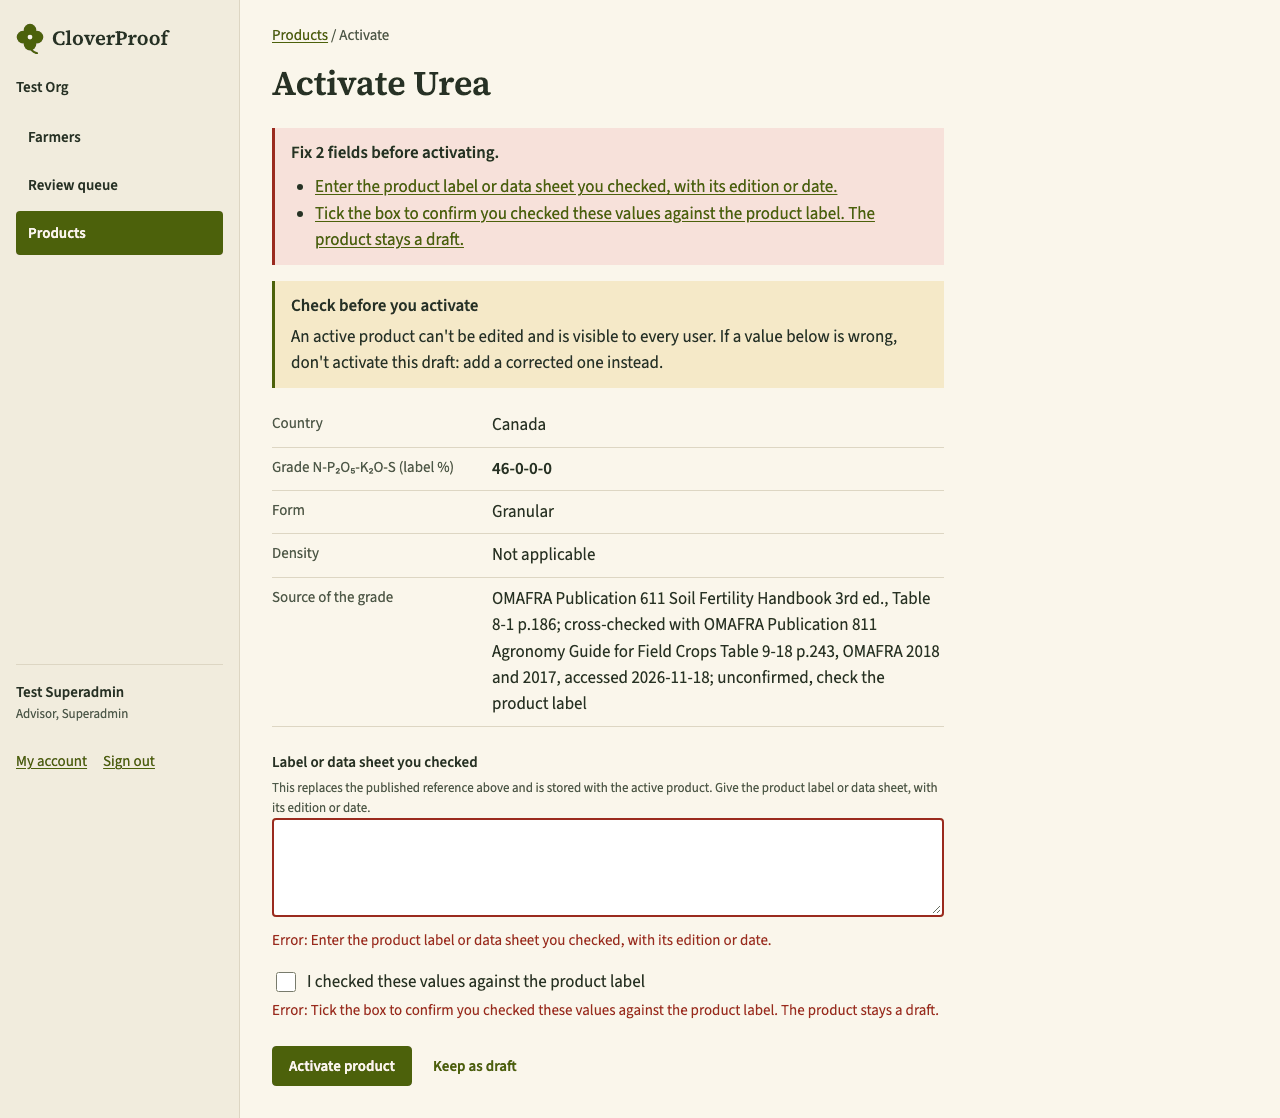 CloverProof
Test Org
Farmers
Review queue
Products
Test Superadmin
Advisor, Superadmin
My account Sign out
Products / Activate
Activate Urea
Fix 2 fields before activating.
Enter the product label or data sheet you checked, with its edition or date.
Tick the box to confirm you checked these values against the product label. The
product stays a draft.
Check before you activate
An active product can't be edited and is visible to every user. If a value below is wrong,
don't activate this draft: add a corrected one instead.
Country Canada
Grade N-P₂O₅-K₂O-S (label %) 46-0-0-0
Form Granular
Density Not applicable
Source of the grade OMAFRA Publication 611 Soil Fertility Handbook 3rd ed., Table
8-1 p.186; cross-checked with OMAFRA Publication 811
Agronomy Guide for Field Crops Table 9-18 p.243, OMAFRA 2018
and 2017, accessed 2026-11-18; unconfirmed, check the
product label
Label or data sheet you checked
This replaces the published reference above and is stored with the active product. Give the product label or data sheet, with
its edition or date.
Error: Enter the product label or data sheet you checked, with its edition or date.
I checked these values against the product label
Error: Tick the box to confirm you checked these values against the product label. The product stays a draft.
Activate product Keep as draft